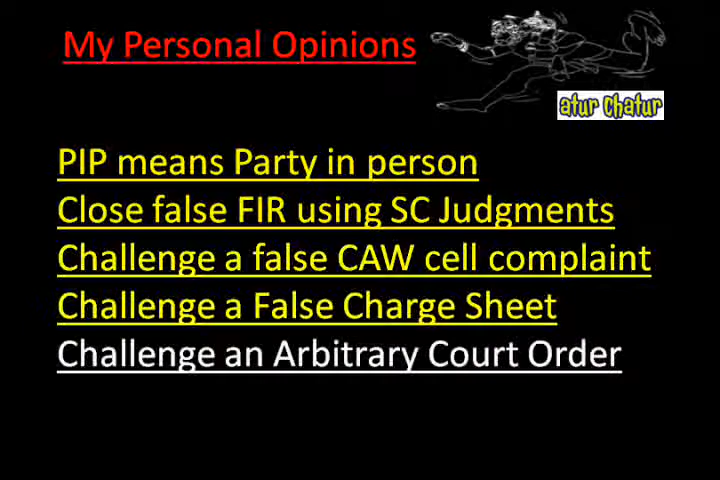 My Personal Opinions
atur chatur
PIP means Party in person
Close false FIR using SC Judgments
Challenge a false CAW cell complaint
Challenge a False Charge Sheet
Challenge an Arbitrary Court Order